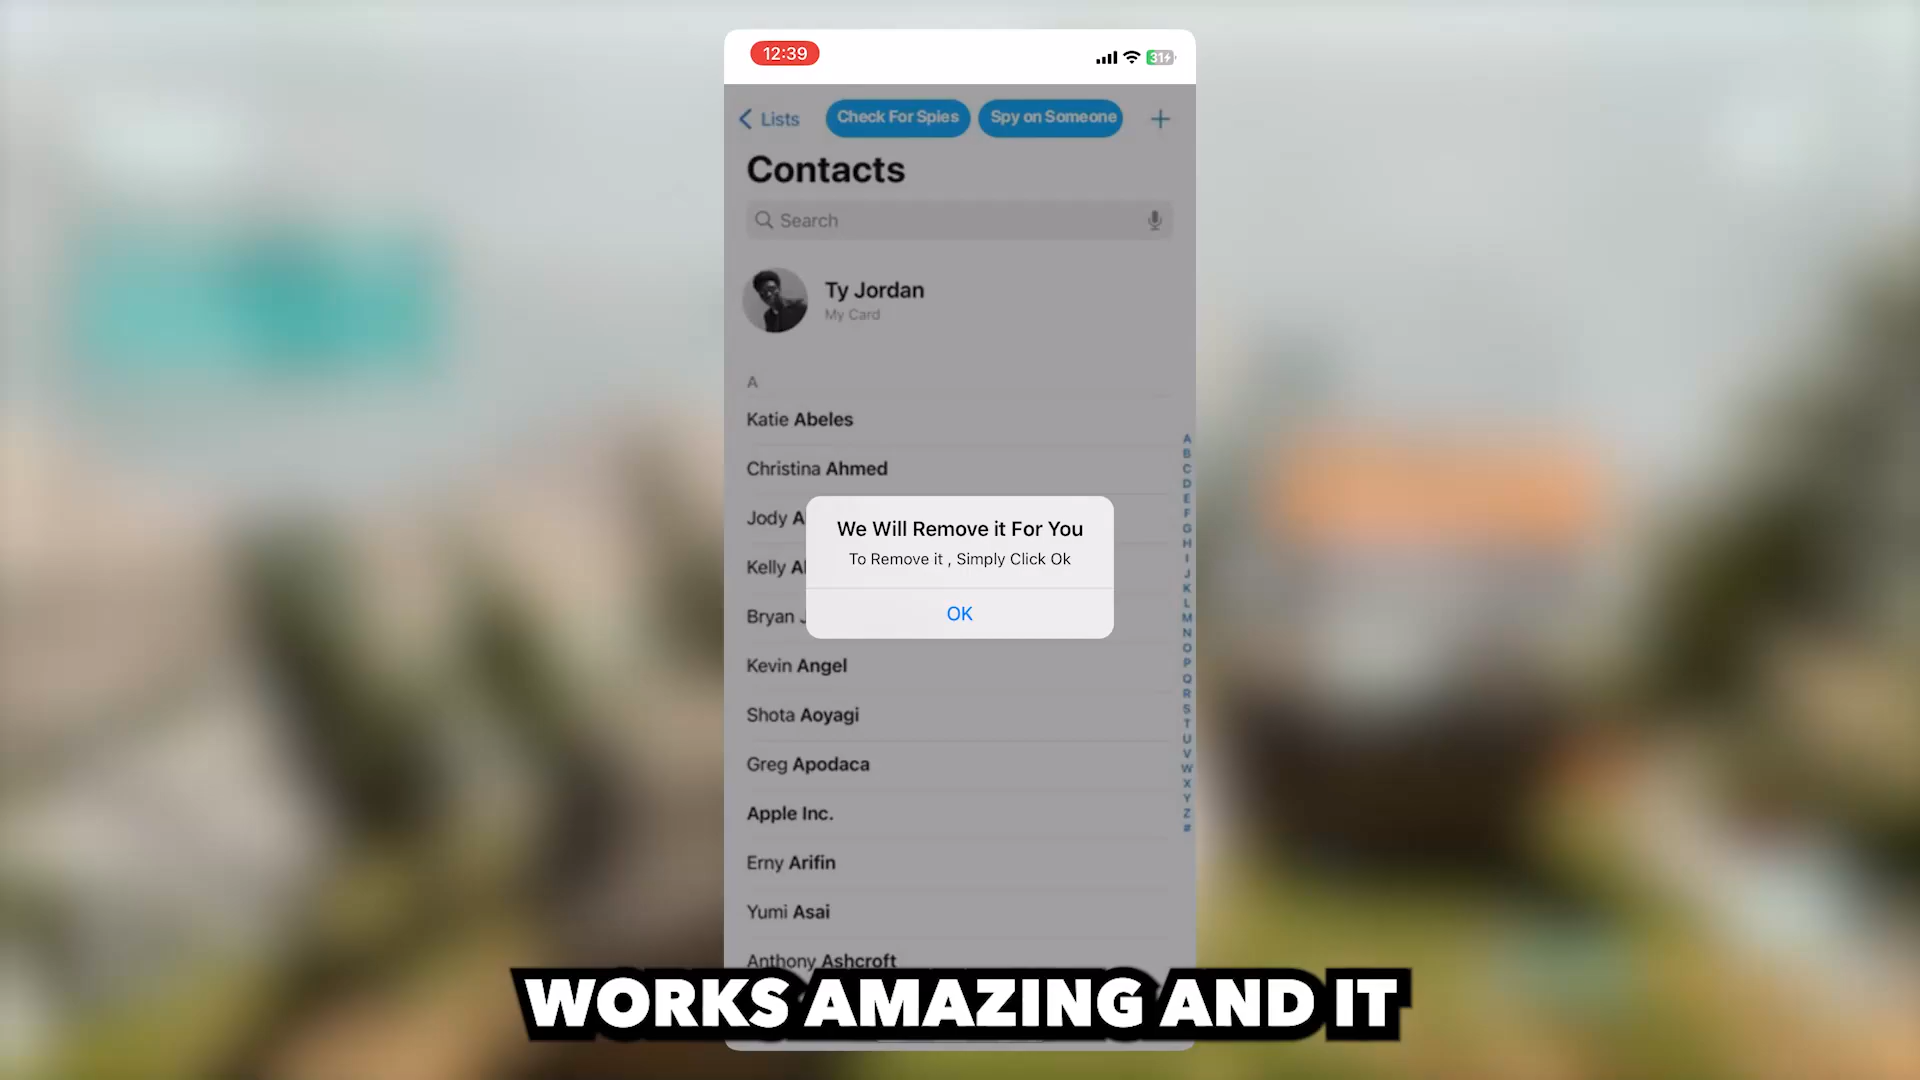 12:39
31
Lists
Check For Spies
Spy on Someone
Contacts
Search
Ty Jordan
My Card
A
Katie Abeles
Christina Ahmed
Jody A
We Will Remove it For You
To Remove it , Simply Click Ok
Kelly Al
OK
Bryan
Kevin Angel
Shota Aoyagi
Greg Apodaca
Apple Inc.
Erny Arifin
Yumi Asai
Anthony Ashcroft
A
B
C
D
E
F
G
H
I
J
K
L
M
N
O
P
Q
R
S
T
U
V
W
X
Y
Z
#
WORKS AMAZING AND IT